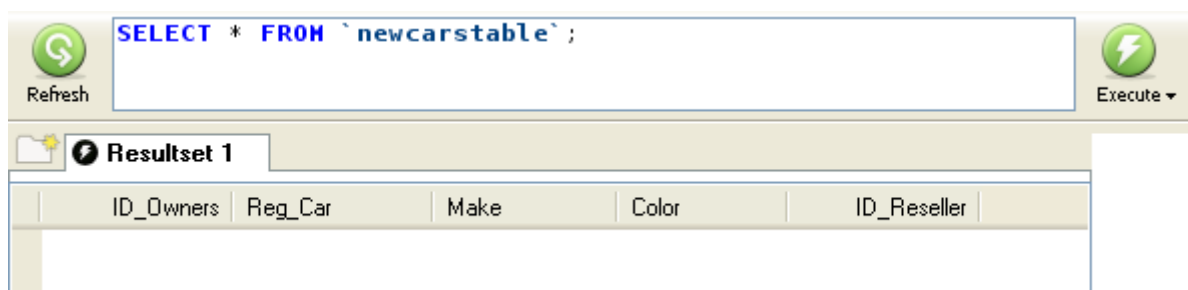 SELECT * FROM `newcarstable`;
Refresh
Execute
Resultset 1
ID_Owners Reg_Car Make Color ID_Reseller